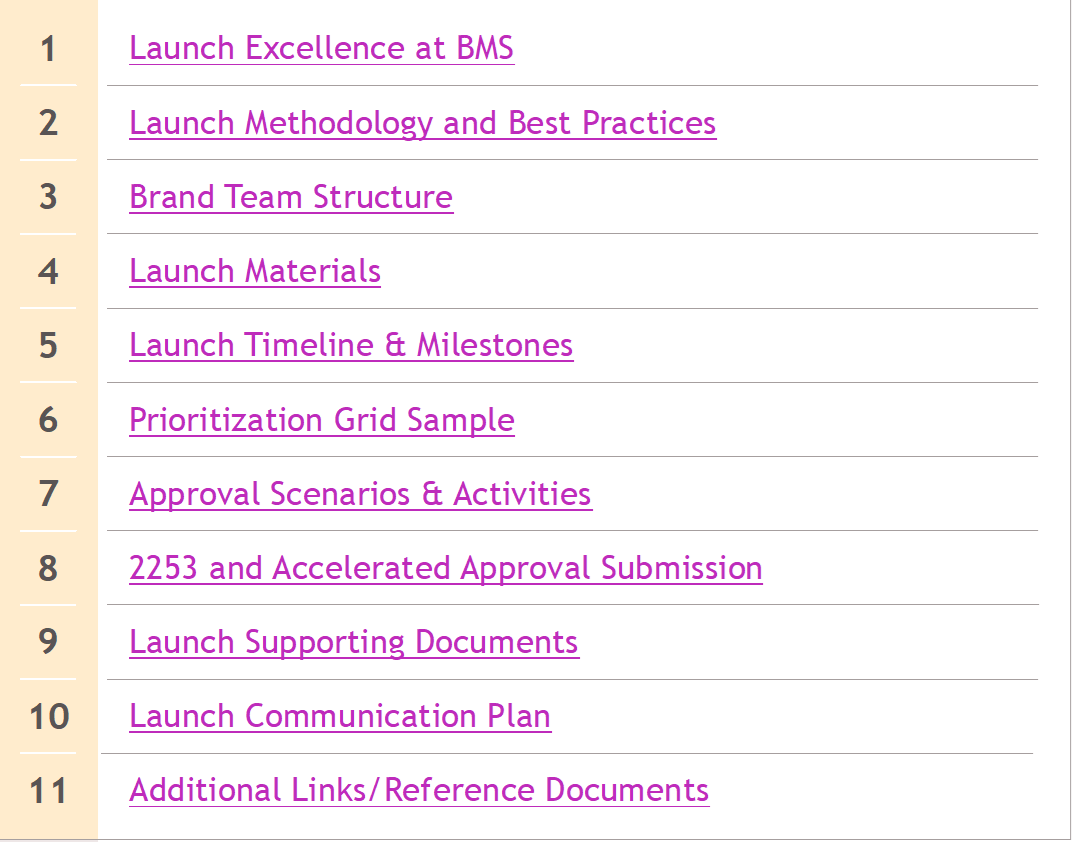 1 Launch Excellence at BMS
2 Launch Methodology and Best Practices
3 Brand Team Structure
4 Launch Materials
5 Launch Timeline & Milestones
6 Prioritization Grid Sample
7 Approval Scenarios & Activities
8 2253 and Accelerated Approval Submission
9 Launch Supporting Documents
10 Launch Communication Plan
11 Additional Links/Reference Documents